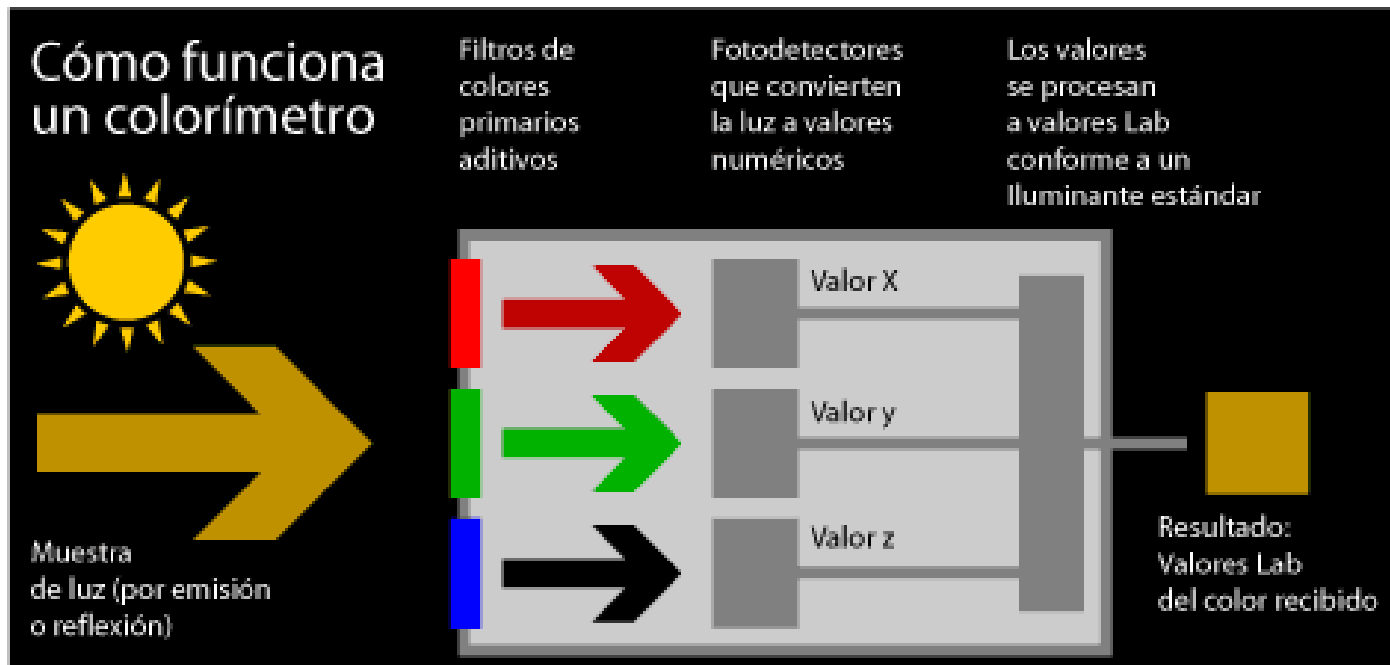 Cómo funciona
un colorímetro
Filtros de
colores
primarios
aditivos
Fotodetectores
que convierten
la luz a valores
numéricos
Los valores
se procesan
a valores Lab
conforme a un
Iluminante estándar
Valor X
Valor y
Valor z
Muestra
de luz (por emisión
o reflexión)
Resultado:
Valores Lab
del color recibido